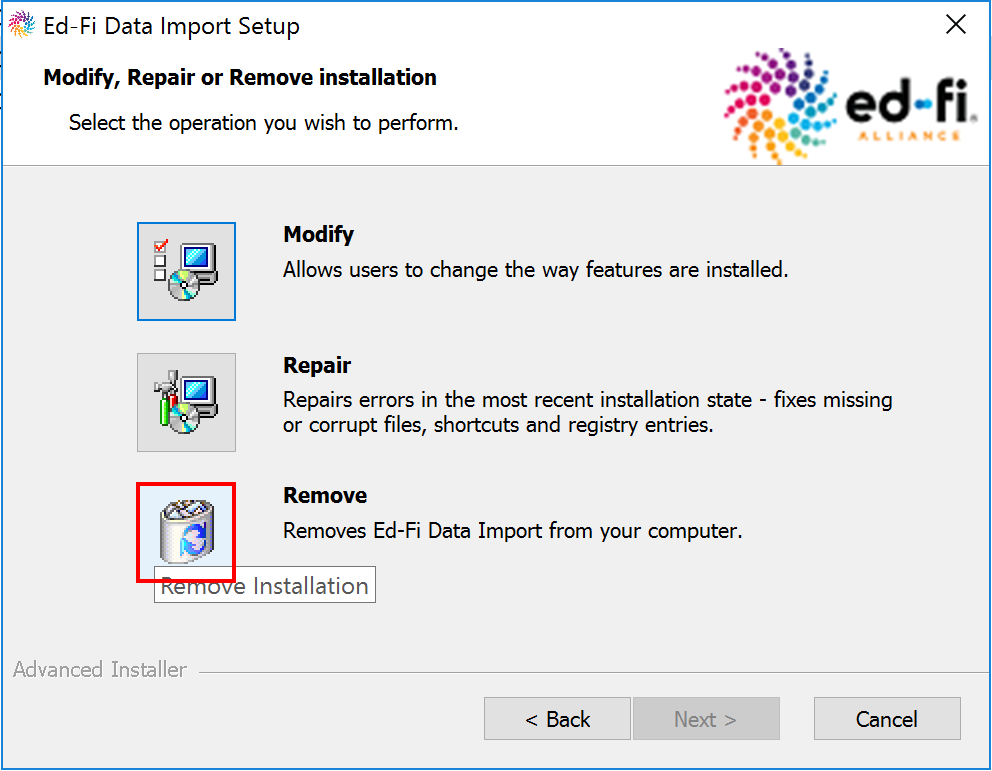 Ed-Fi Data Import Setup
Modify, Repair or Remove installation
Select the operation you wish to perform.
ed-fi®
ALLIANCE
Modify
Allows users to change the way features are installed.
Repair
Repairs errors in the most recent installation state - fixes missing
or corrupt files, shortcuts and registry entries.
Remove
Removes Ed-Fi Data Import from your computer.
Remove Installation
Advanced Installer
< Back
Next >
Cancel